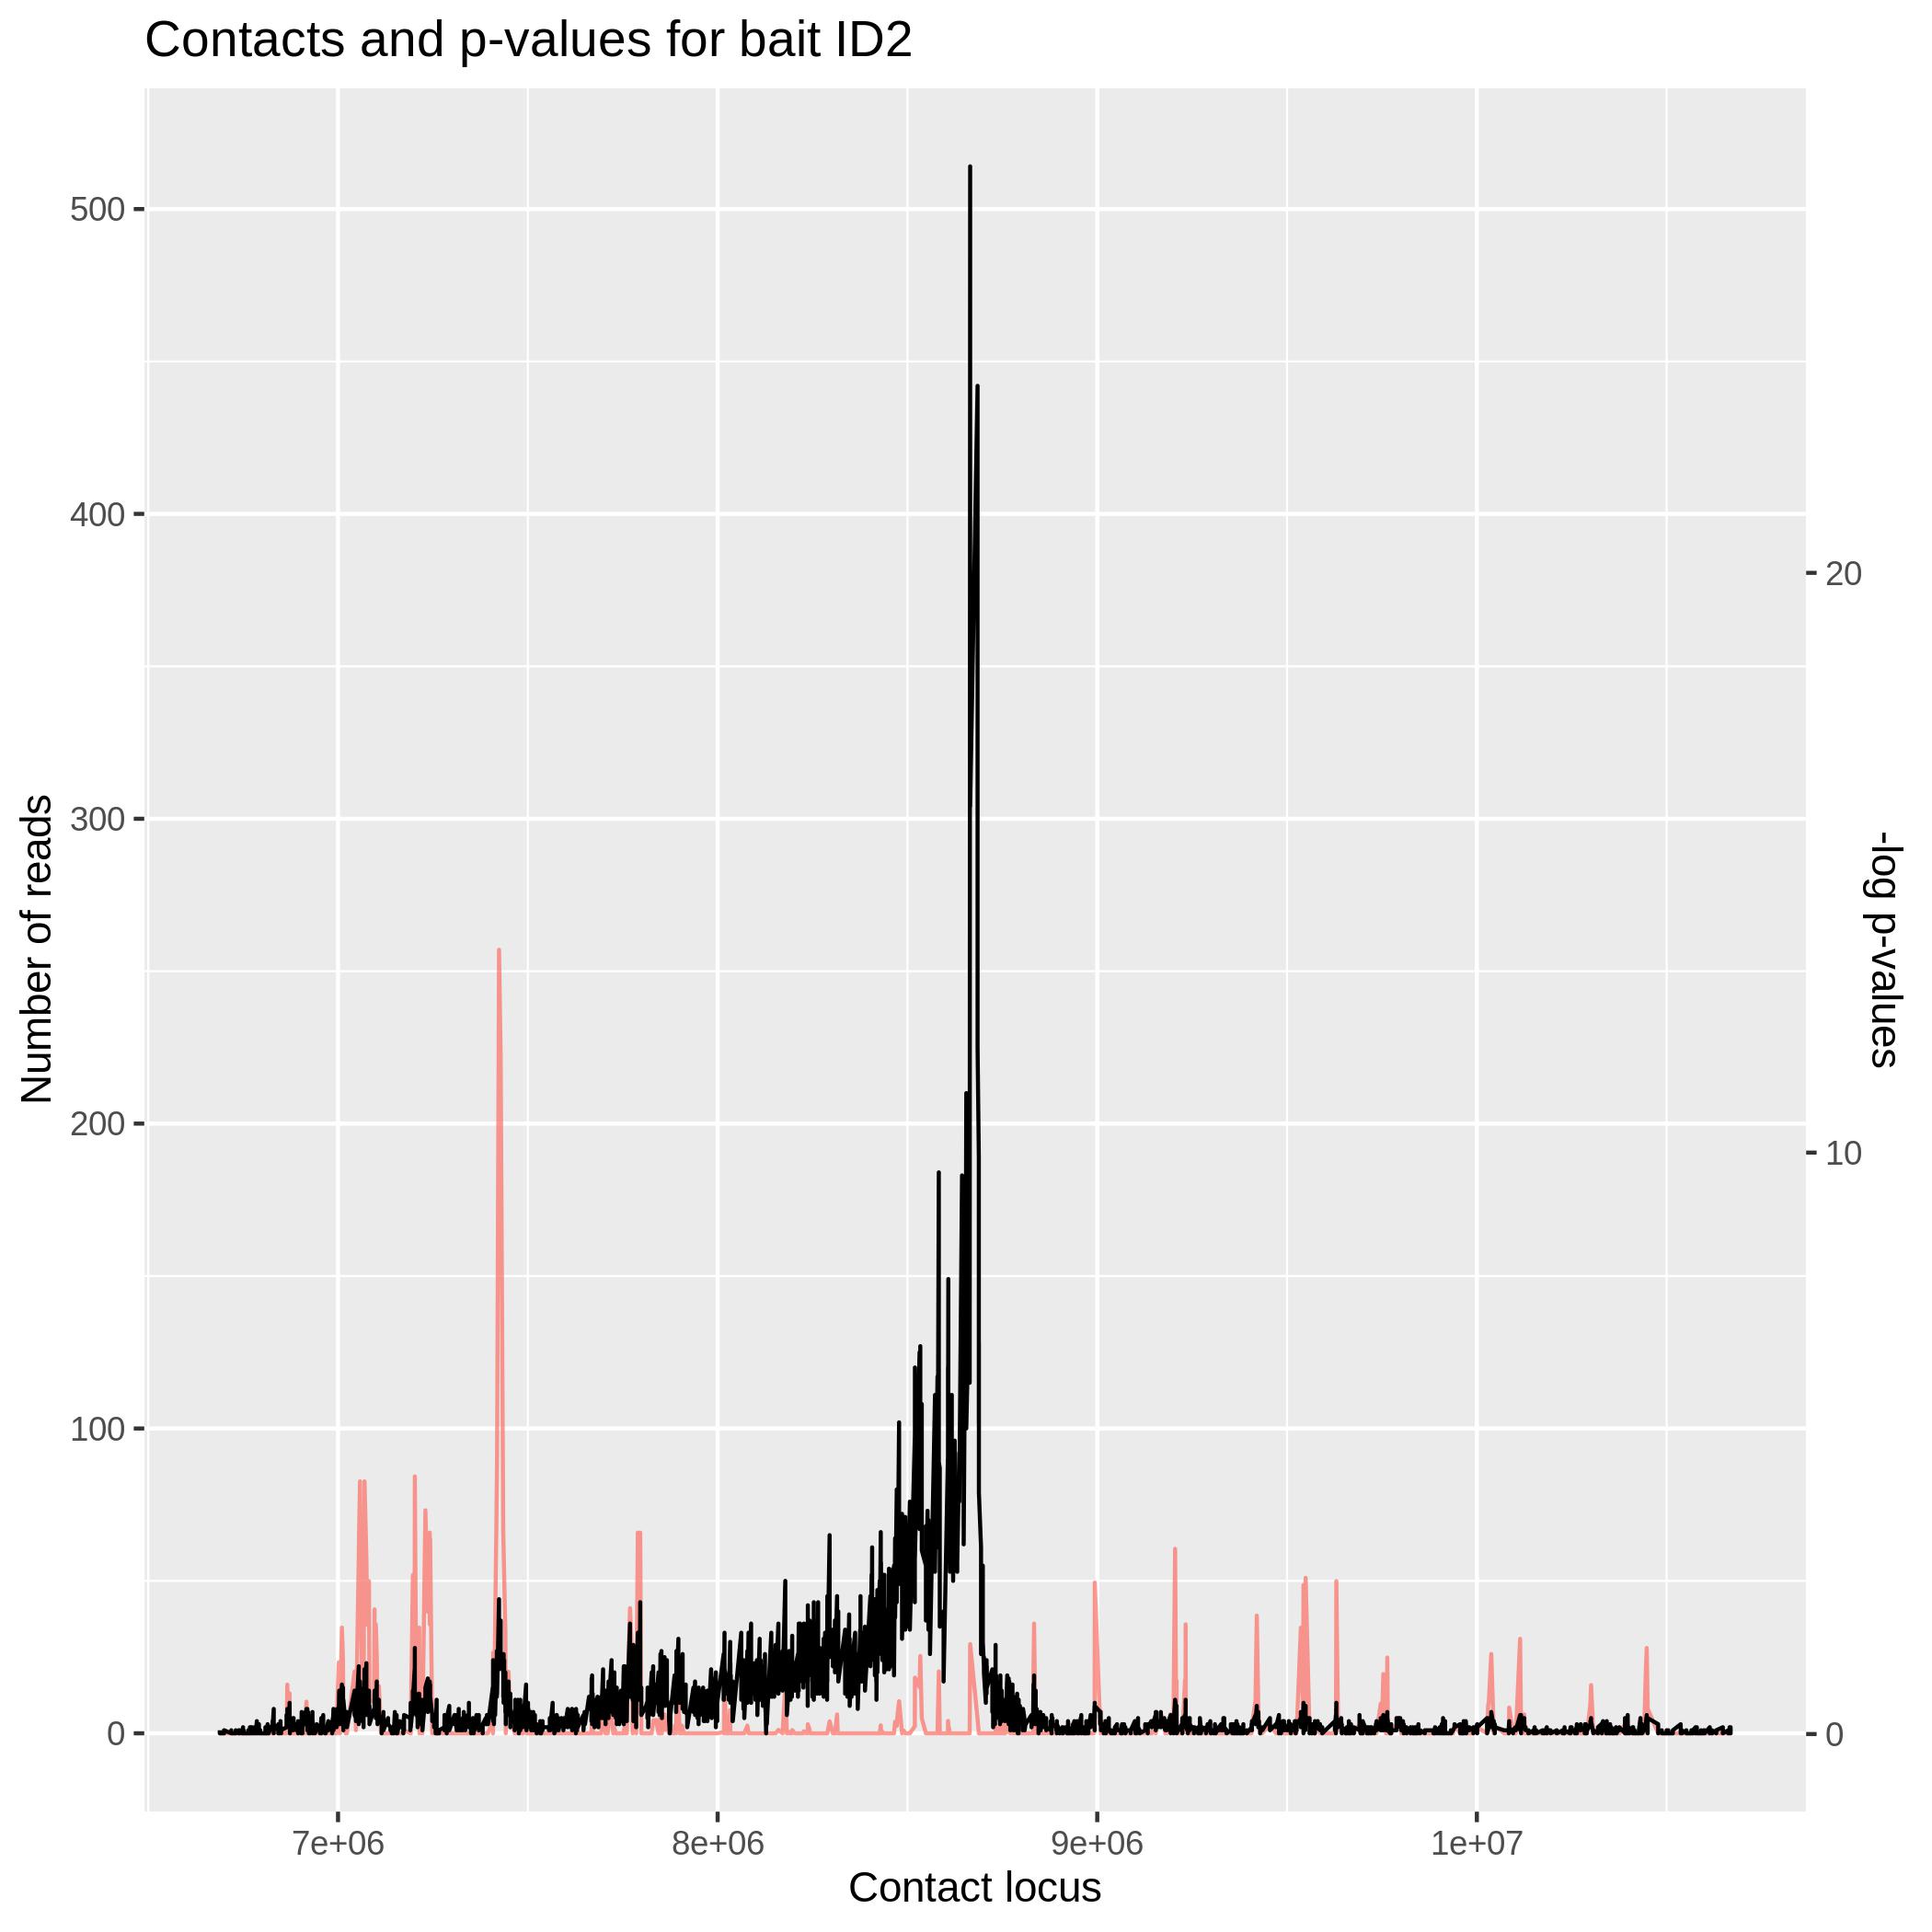 Contacts and p-values for bait ID2
Number of reads
500
400
300
200
100
0
20
10
0
-log p-values
7e+06
8e+06
9e+06
1e+07
Contact locus